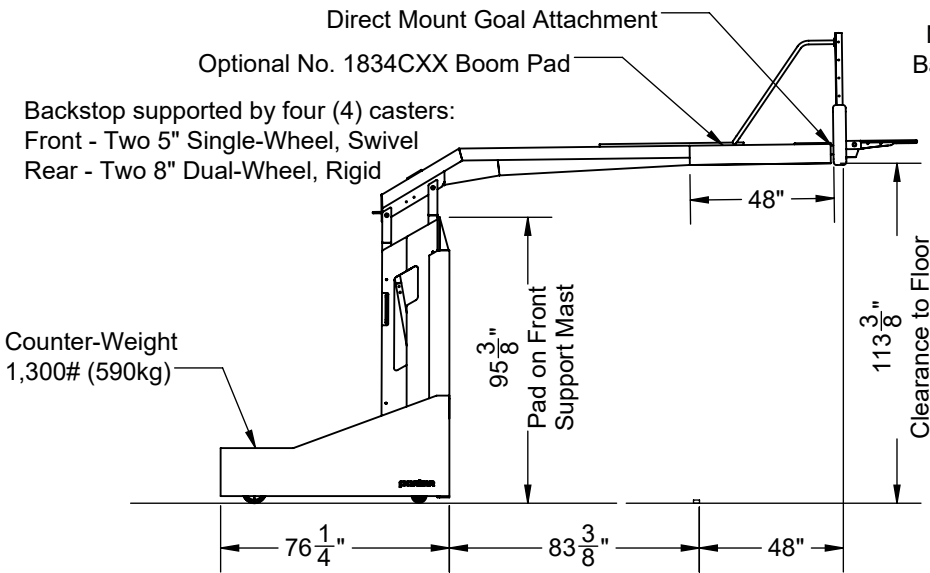 Direct Mount Goal Attachment
Optional No. 1834CXX Boom Pad
Backstop supported by four (4) casters:
Front - Two 5" Single-Wheel, Swivel
Rear - Two 8" Dual-Wheel, Rigid
48"
95 3/8"
Pad on Front
Support Mast
113 3/8"
Clearance to Floor
Counter-Weight
1,300# (590kg)
76 1/4"
83 3/8"
48"